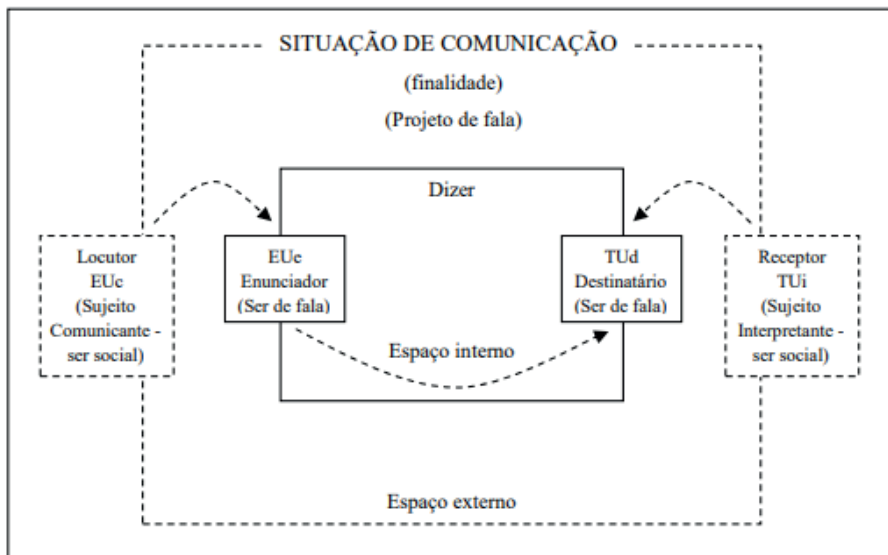 SITUAÇÃO DE COMUNICAÇÃO
(finalidade)
(Projeto de fala)
Dizer
Locutor
EUc
(Sujeito
Comunicante -
ser social)
EUe
Enunciador
(Ser de fala)
TUd
Destinatário
(Ser de fala)
Receptor
TUi
(Sujeito
Interpretante -
ser social)
Espaço interno
Espaço externo